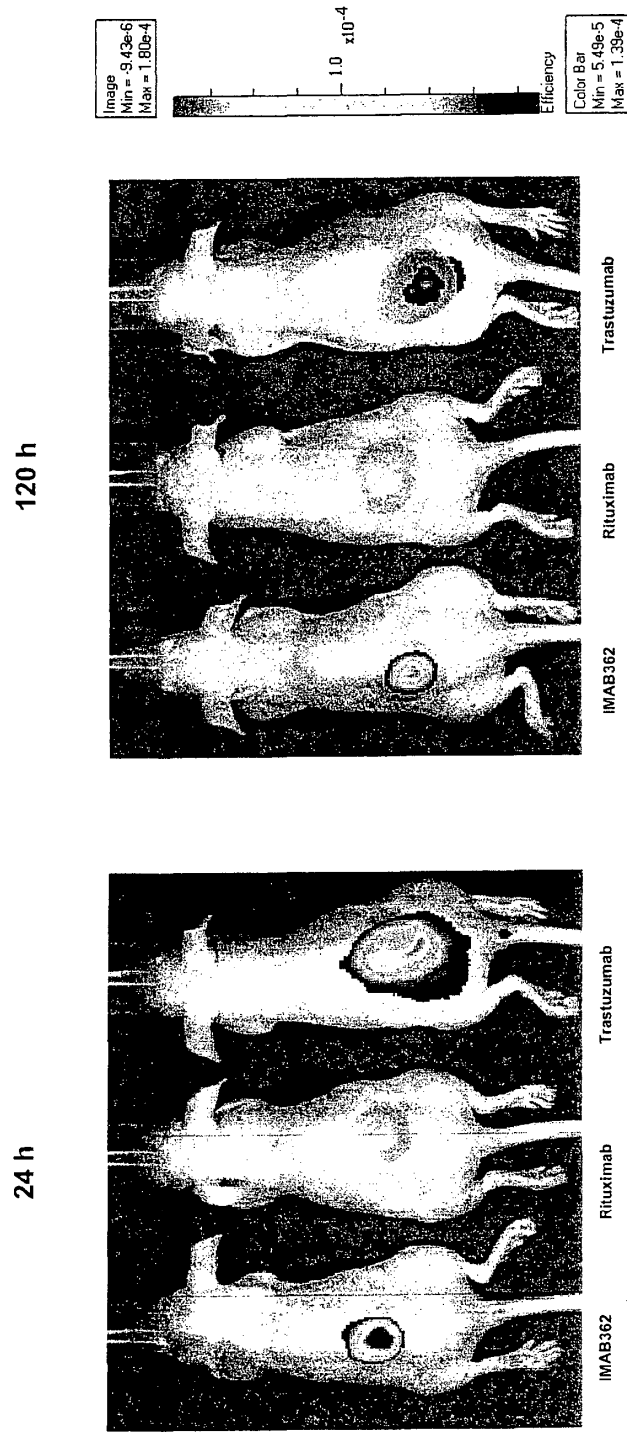 24 h
IMAB362
Rituximab
Trastuzumab
120 h
IMAB362
Rituximab
Trastuzumab
Image
Min = -9.43e-6
Max = 1.80e-4
1.0
x10-4
Efficiency
Color Bar
Min = 5.49e-5
Max = 1.39e-4